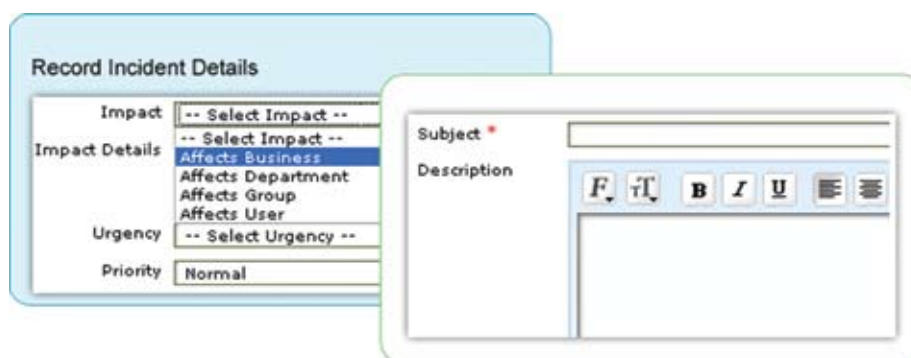 Record Incident Details
Impact
-- Select Impact --
-- Select Impact --
Impact Details
Affects Business
Affects Department
Affects Group
Affects User
Urgency
-- Select Urgency --
Priority
Normal
Subject *
Description
F T B I U